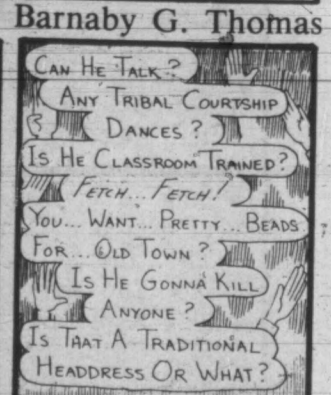 Barnaby G. Thomas
CAN HE TALK?
ANY TRIBAL COURTSHIP
DANCES?
IS HE CLASSROOM TRAINED?
FETCH... FETCH!
YOU... WANT... PRETTY... BEADS
FOR... OLD TOWN?
IS HE GONNA KILL
ANYONE?
IS THAT A TRADITIONAL
HEADDRESS OR WHAT?